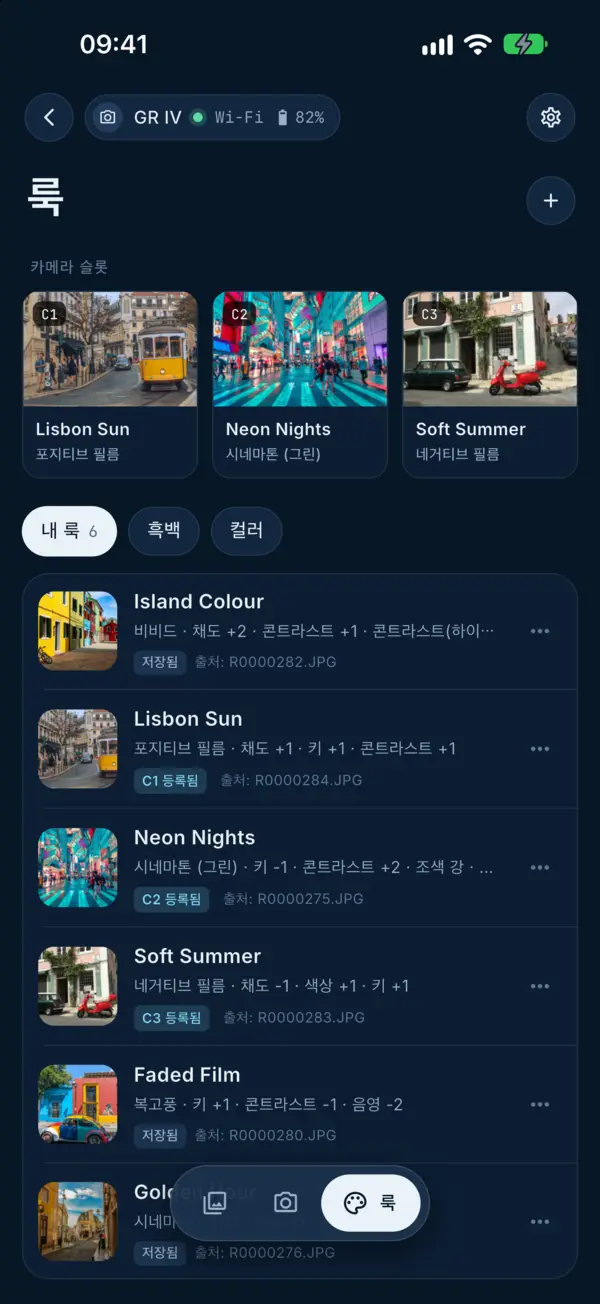 09:41
GR IV Wi-Fi 82%
룩
카메라 슬롯
C1
C2
C3
Lisbon Sun
포지티브 필름
Neon Nights
시네마톤 (그린)
Soft Summer
네거티브 필름
내 룩 6
흑백
컬러
Island Colour
비비드 · 채도 +2 · 콘트라스트 +1 · 콘트라스트(하이…
저장됨 출처: R0000282.JPG
Lisbon Sun
포지티브 필름 · 채도 +1 · 키 +1 · 콘트라스트 +1
C1 등록됨 출처: R0000284.JPG
Neon Nights
시네마톤 (그린) · 키 -1 · 콘트라스트 +2 · 조색 강 · ...
C2 등록됨 출처: R0000275.JPG
Soft Summer
네거티브 필름 · 채도 -1 · 색상 +1 · 키 +1
C3 등록됨 출처: R0000283.JPG
Faded Film
복고풍 · 키 +1 · 콘트라스트 -1 · 음영 -2
저장됨 출처: R0000280.JPG
Golden Hour
시네마
저장됨 출처: R0000276.JPG
룩